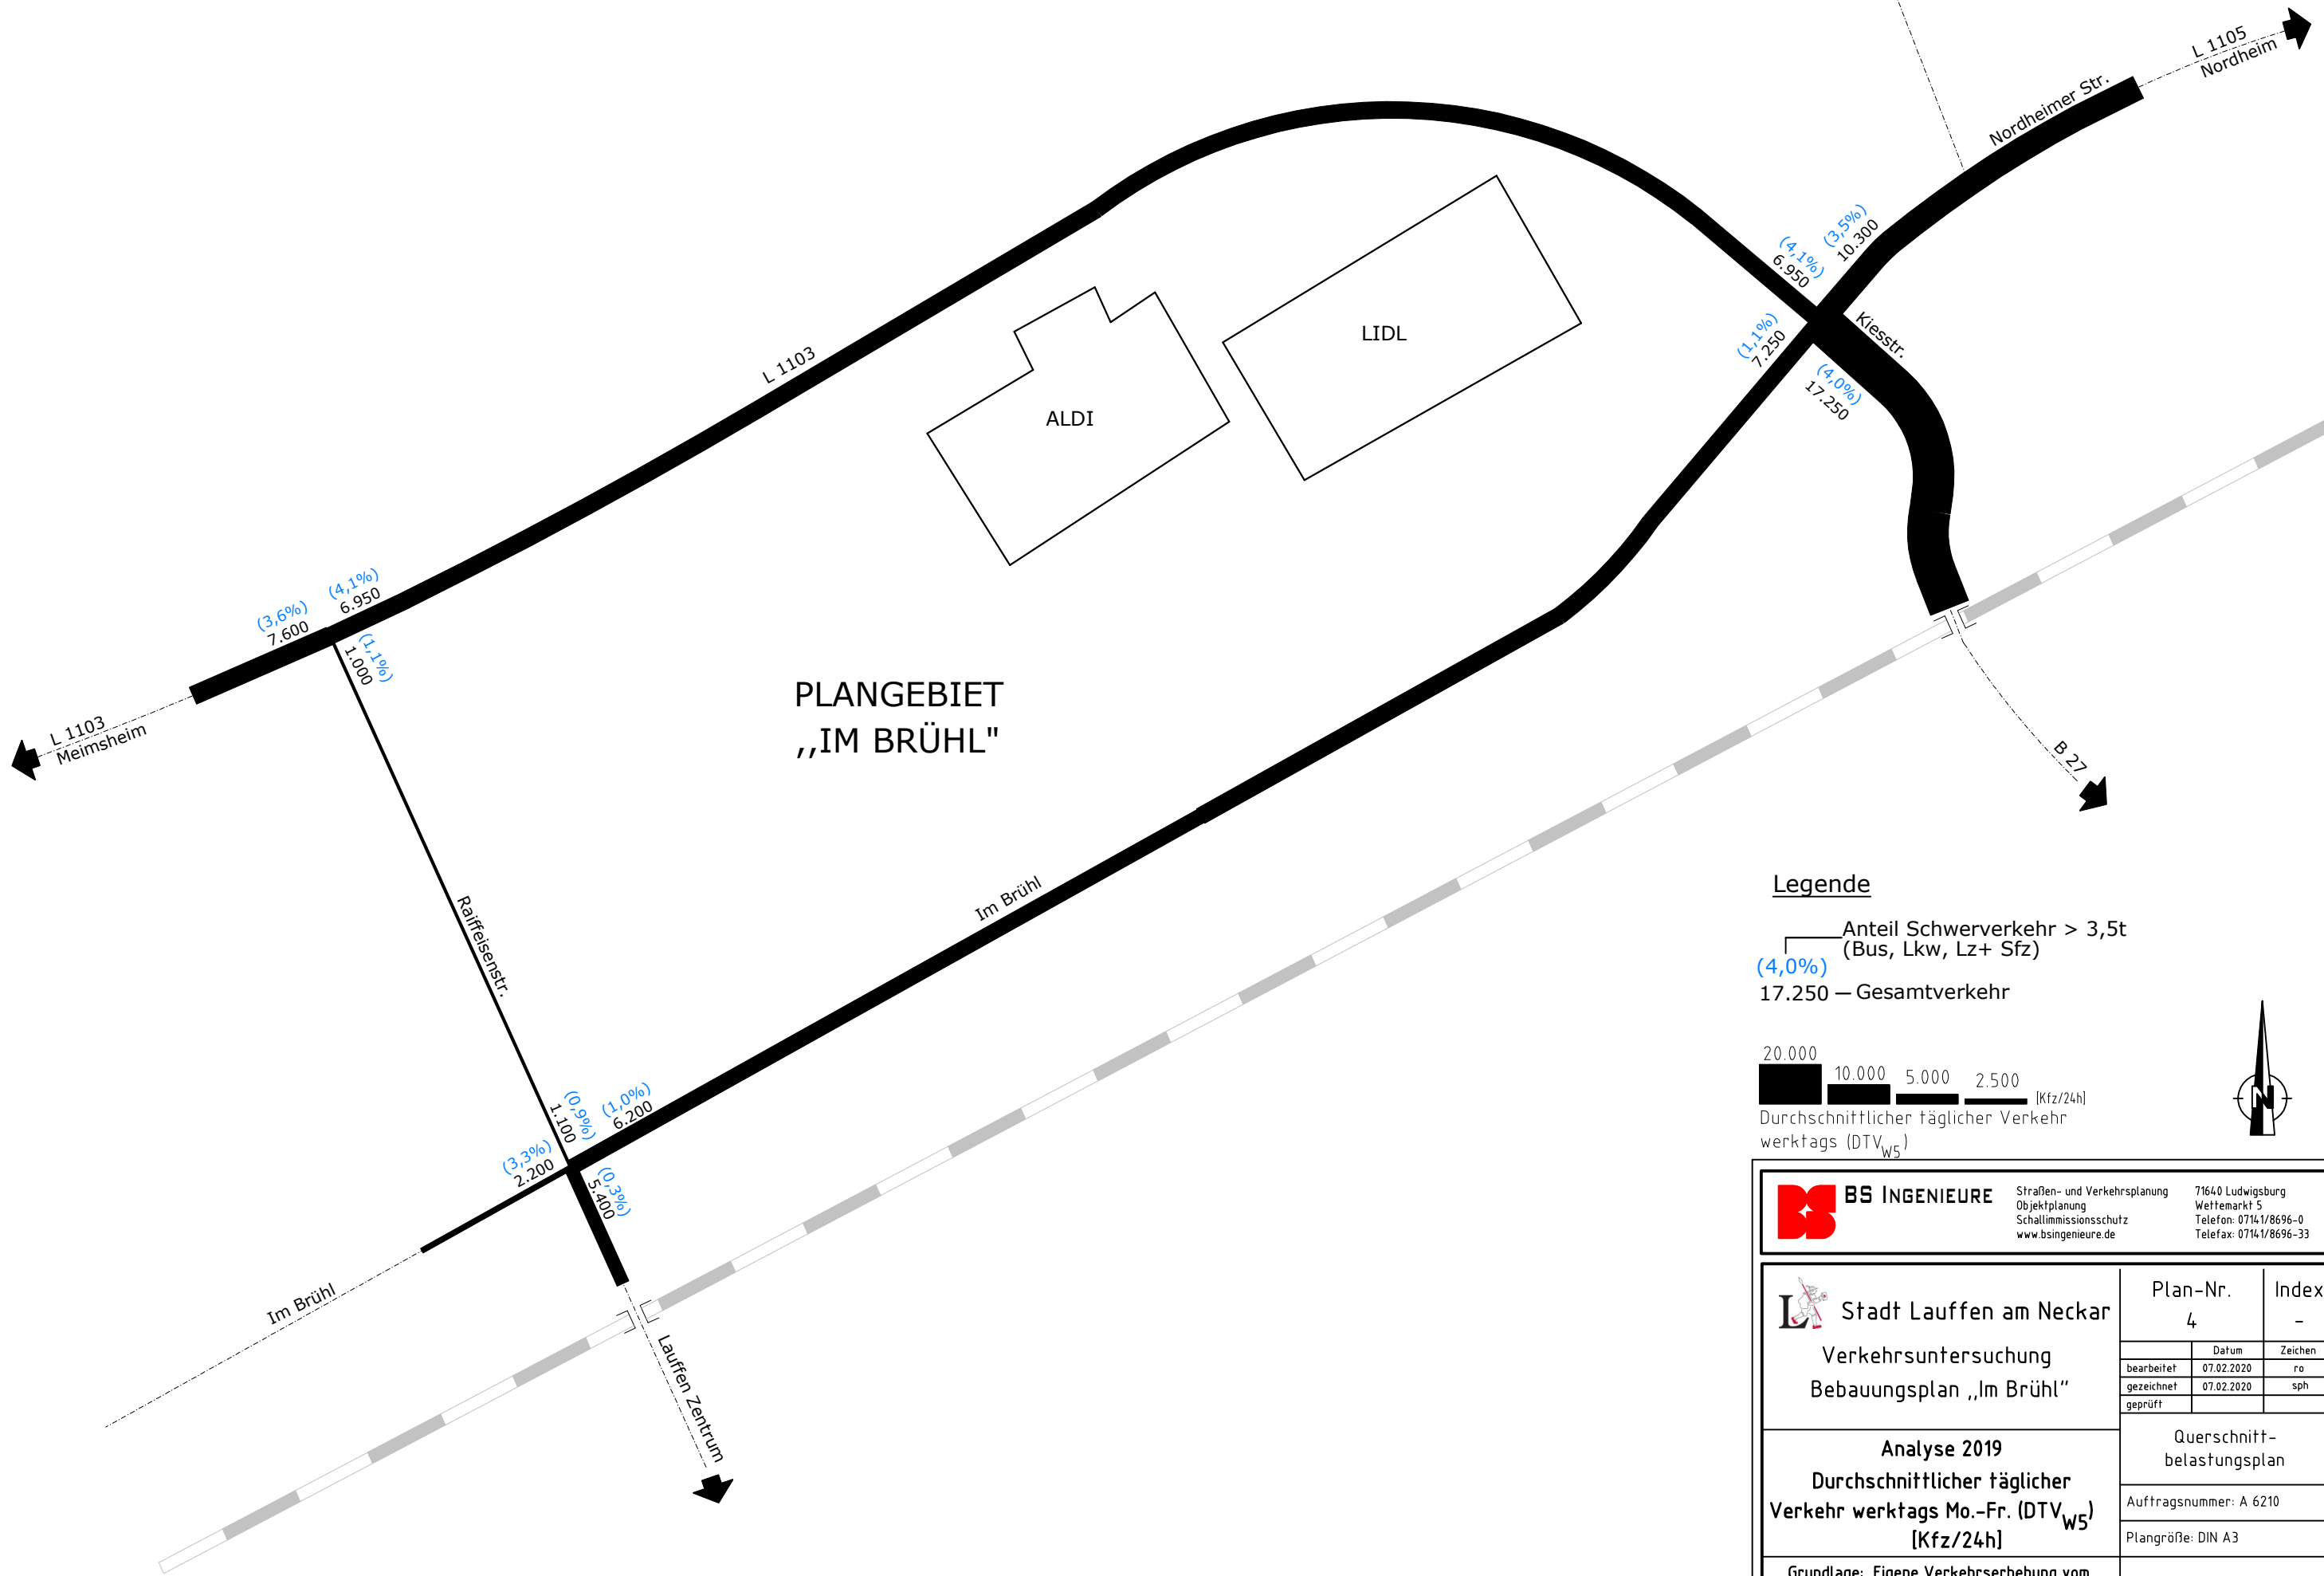 L 1105
Nordheim
Nordheimer Str.
(3,5%)
10.300
(4,1%)
6.950
Kiesstr.
(1,1%)
7.250
(4,0%)
17.250
LIDL
ALDI
L 1103
(4,1%)
6.950
(3,6%)
7.600
(1,1%)
1.000
L 1103
Meimsheim
PLANGEBIET
,,IM BRÜHL"
B 27
Raiffeisenstr.
Im Brühl
(0,9%)
1.100
(1,0%)
6.200
(3,3%)
2.200
(0,3%)
5.400
Im Brühl
Lauffen Zentrum
Legende
Anteil Schwerverkehr > 3,5t
(Bus, Lkw, Lz+ Sfz)
(4,0%)
17.250 — Gesamtverkehr
20.000 10.000 5.000 2.500 [Kfz/24h]
Durchschnittlicher täglicher Verkehr
werktags (DTVW5)
N
BS INGENIEURE
Straßen- und Verkehrsplanung
Objektplanung
Schallimmissionsschutz
www.bsingenieure.de
71640 Ludwigsburg
Wettemarkt 5
Telefon: 07141/8696-0
Telefax: 07141/8696-33
L Stadt Lauffen am Neckar
Verkehrsuntersuchung
Bebauungsplan ,,Im Brühl"
Plan-Nr. Index
4 -
Datum Zeichen
bearbeitet 07.02.2020 ro
gezeichnet 07.02.2020 sph
geprüft
Analyse 2019
Durchschnittlicher täglicher
Verkehr werktags Mo.-Fr. (DTVW5)
[Kfz/24h]
Querschnitt-
belastungsplan
Auftragsnummer: A 6210
Plangröße: DIN A3
Grundlage: Eigene Verkehrserhebung vom